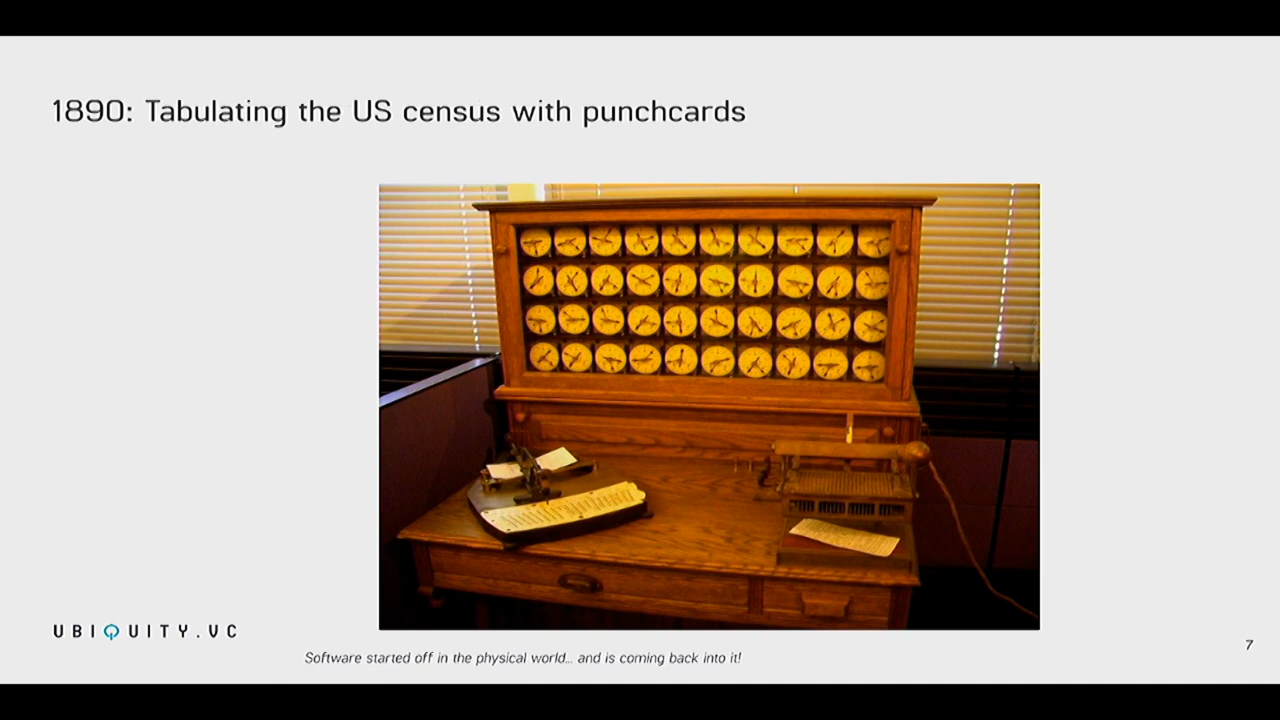 1890: Tabulating the US census with punchcards
UBIQUITY.VC
Software started off in the physical world... and is coming back into it!
7